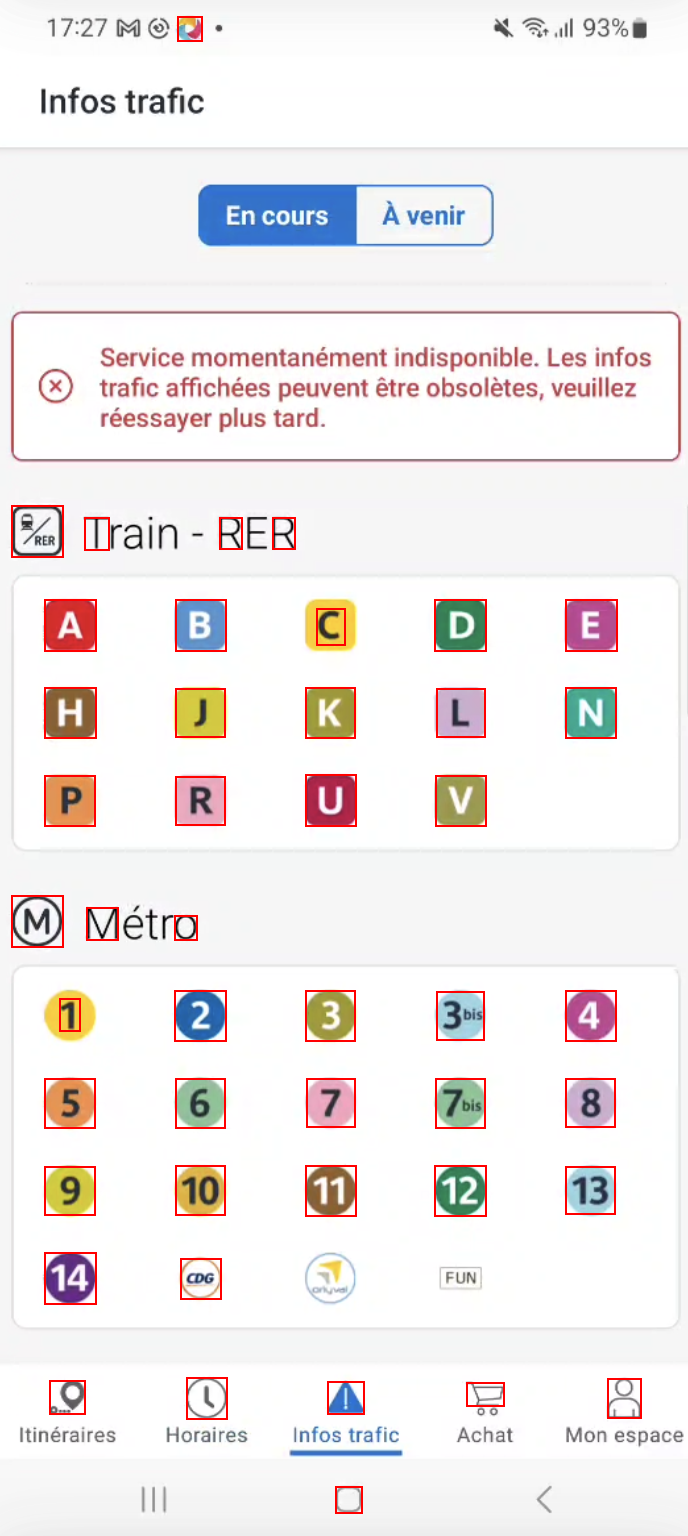 17:27 93%
Infos trafic
En cours À venir
Service momentanément indisponible. Les infos
trafic affichées peuvent être obsolètes, veuillez
réessayer plus tard.
RER Train - RER
A B C D E
H J K L N
P R U V
M Métro
1 2 3 3bis 4
5 6 7 7bis 8
9 10 11 12 13
14 CDG orlyval FUN
Itinéraires Horaires Infos trafic Achat Mon espace